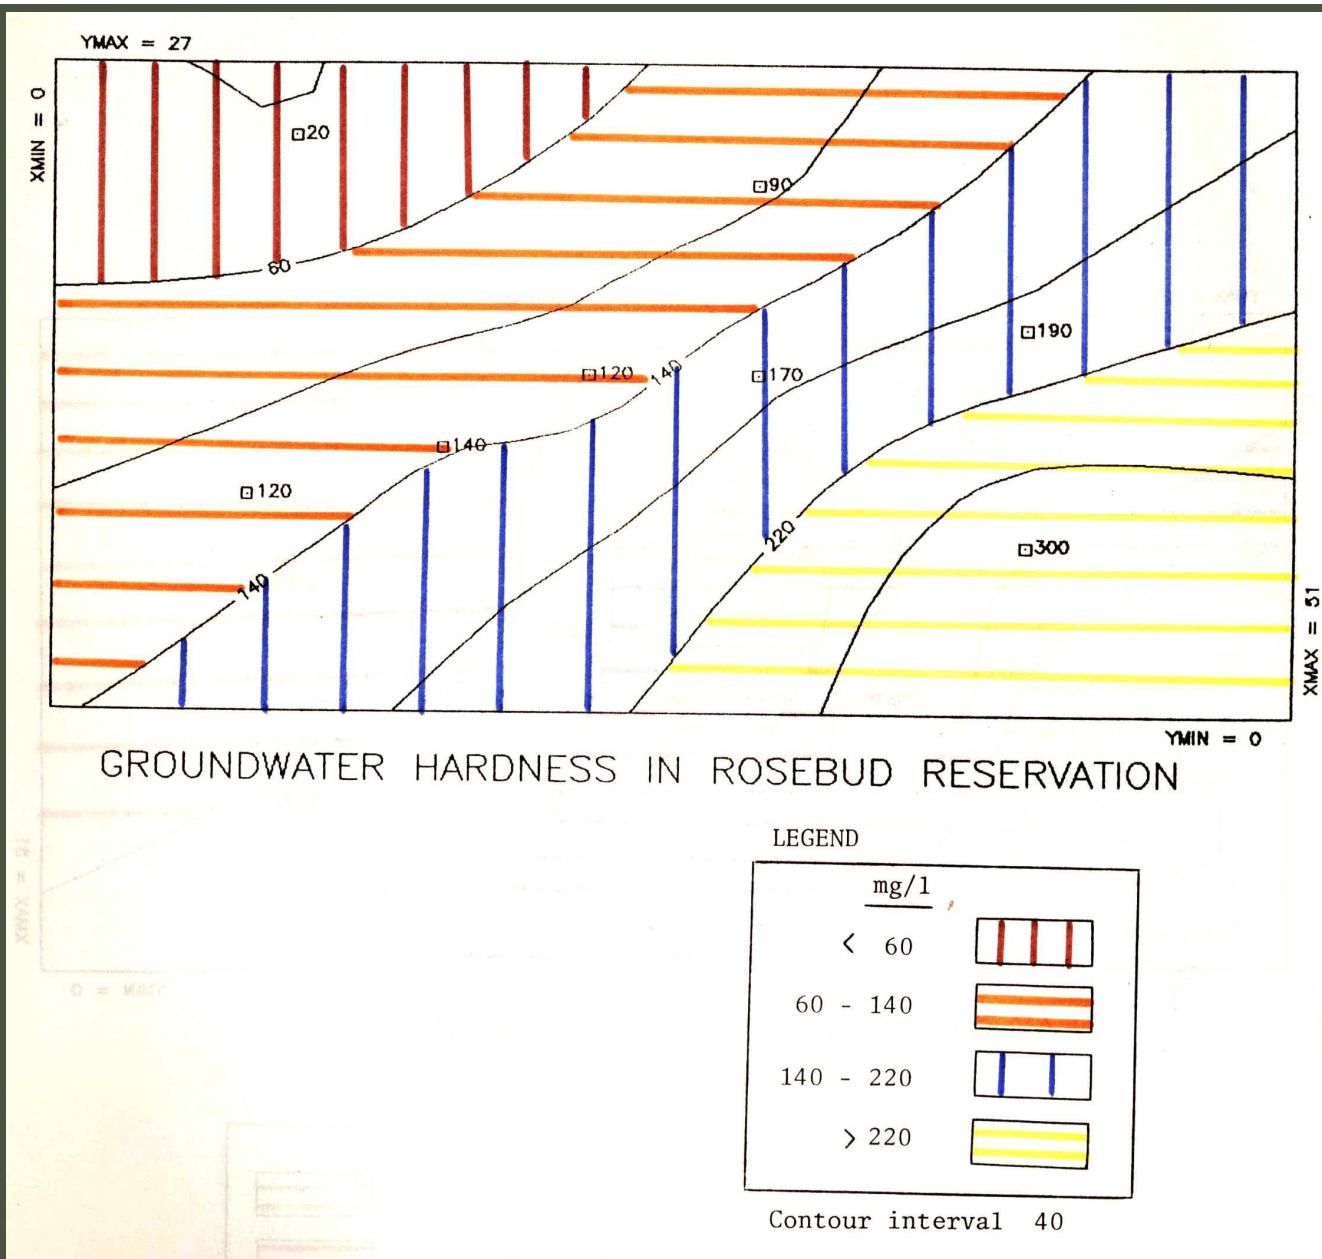 YMAX = 27
XMIN = 0
20
90
60
190
120
140
170
140
120
220
300
140
XMAX = 51
YMIN = 0
GROUNDWATER HARDNESS IN ROSEBUD RESERVATION
LEGEND
mg/l
< 60
60 - 140
140 - 220
> 220
Contour interval 40